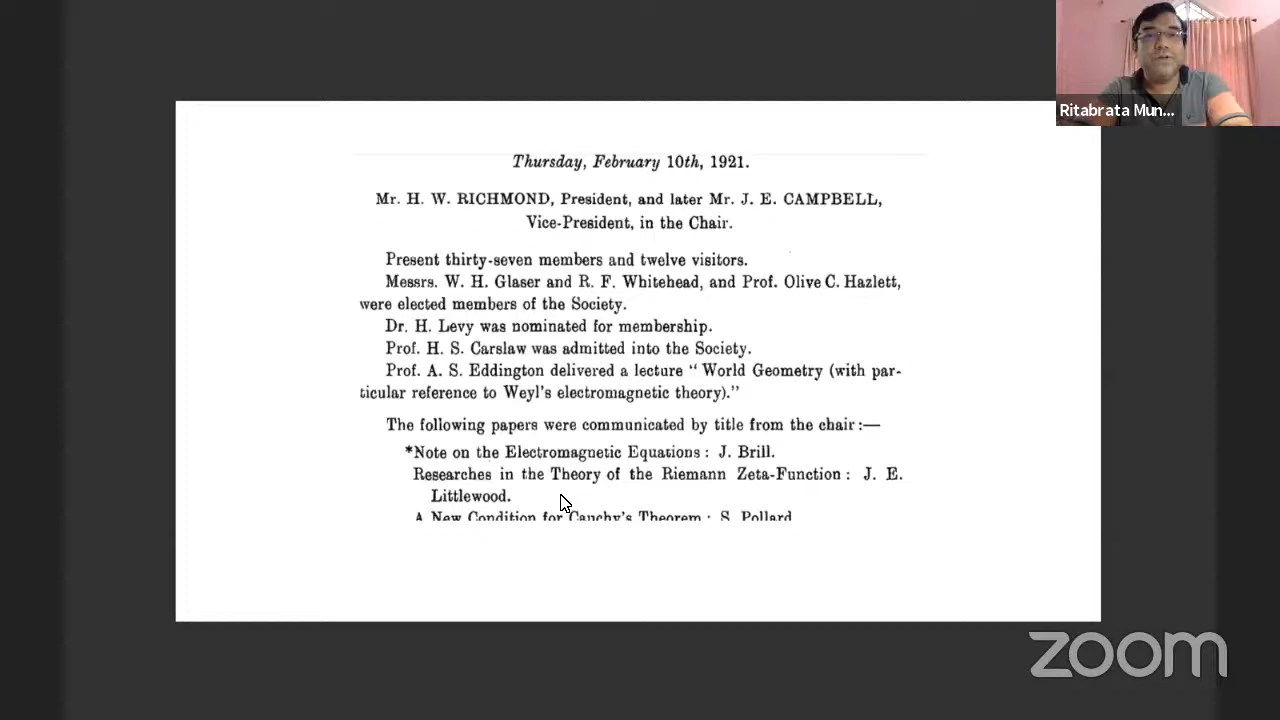 Ritabrata Mun...
Thursday, February 10th, 1921.
Mr. H. W. RICHMOND, President, and later Mr. J. E. CAMPBELL,
Vice-President, in the Chair.
Present thirty-seven members and twelve visitors.
Messrs. W. H. Glaser and R. F. Whitehead, and Prof. Olive C. Hazlett,
were elected members of the Society.
Dr. H. Levy was nominated for membership.
Prof. H. S. Carslaw was admitted into the Society.
Prof. A. S. Eddington delivered a lecture "World Geometry (with par-
ticular reference to Weyl's electromagnetic theory)."
The following papers were communicated by title from the chair:—
*Note on the Electromagnetic Equations: J. Brill.
Researches in the Theory of the Riemann Zeta-Function: J. E.
Littlewood.
A New Condition for Cauchy's Theorem: S. Pollard
zoom